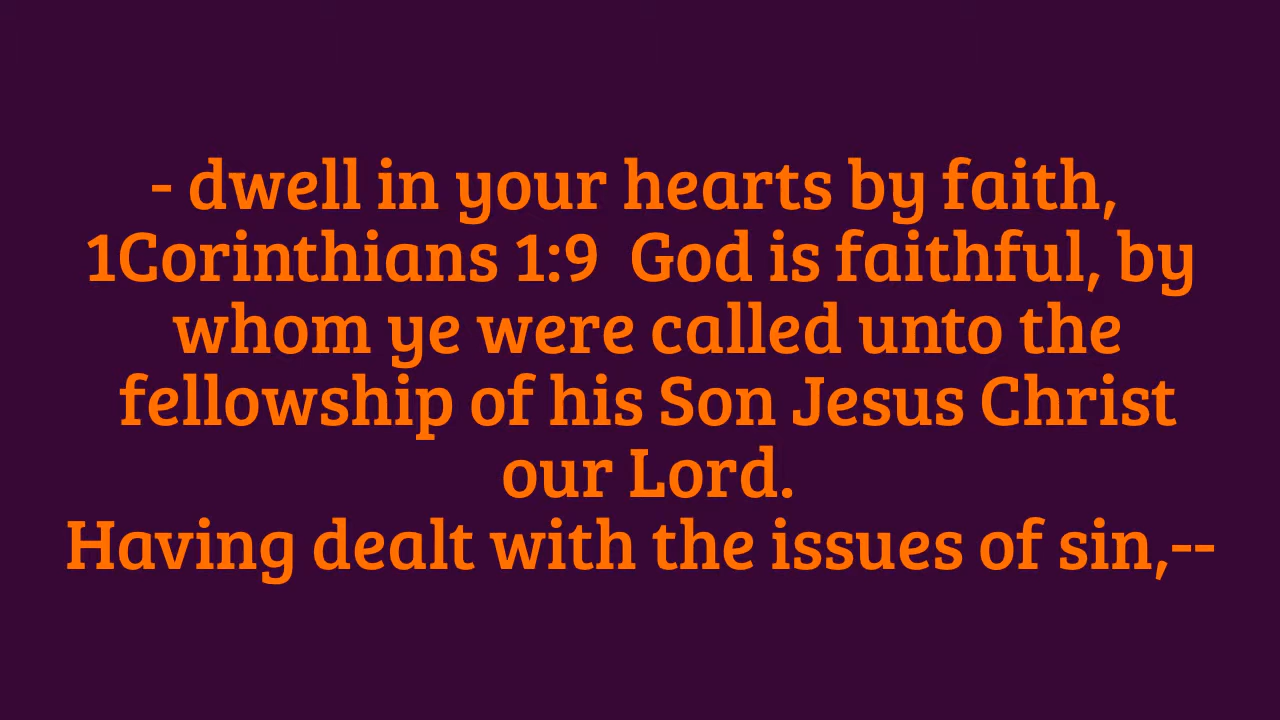 - dwell in your hearts by faith,
1Corinthians 1:9  God is faithful, by
whom ye were called unto the
fellowship of his Son Jesus Christ
our Lord.
Having dealt with the issues of sin,--